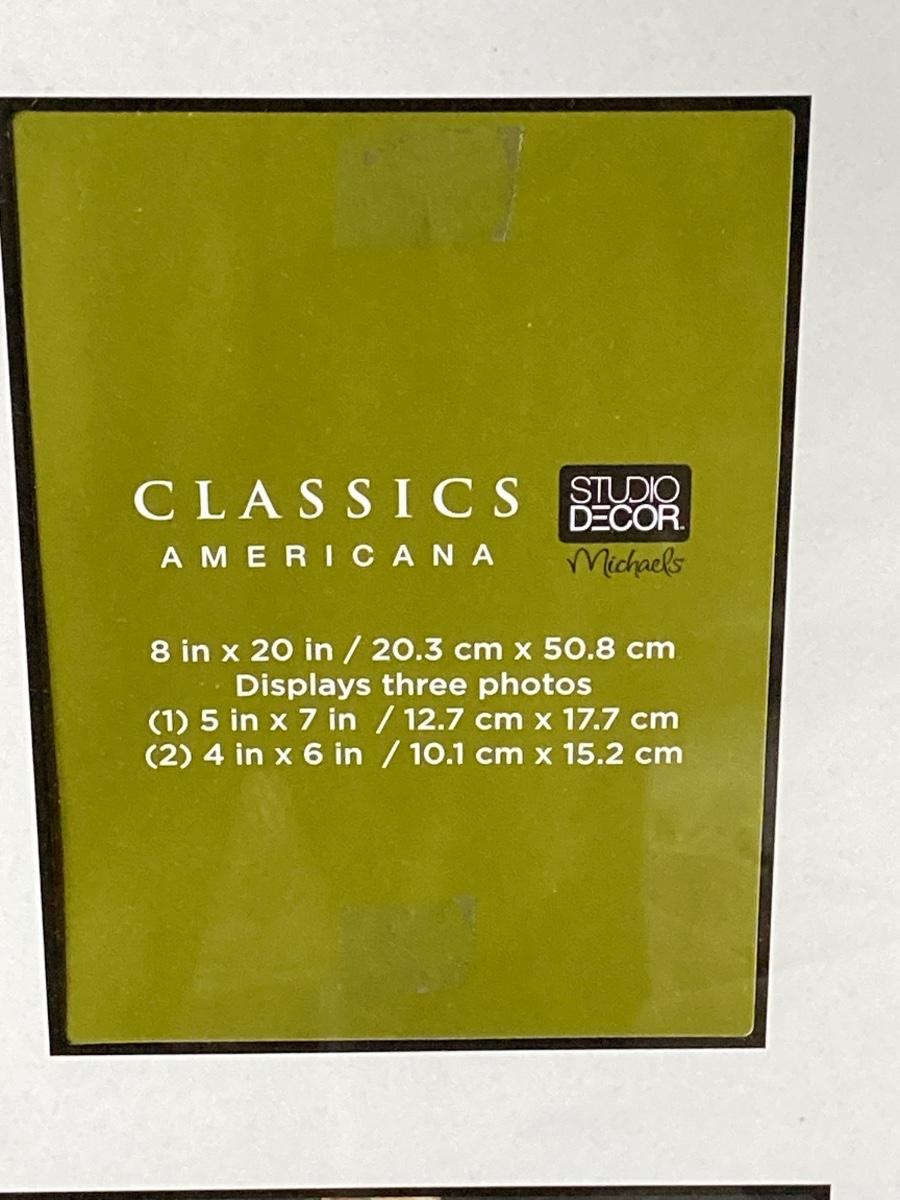 CLASSICS
AMERICANA
STUDIO
DECOR.
Michaels
8 in x 20 in / 20.3 cm x 50.8 cm
Displays three photos
(1) 5 in x 7 in / 12.7 cm x 17.7 cm
(2) 4 in x 6 in / 10.1 cm x 15.2 cm